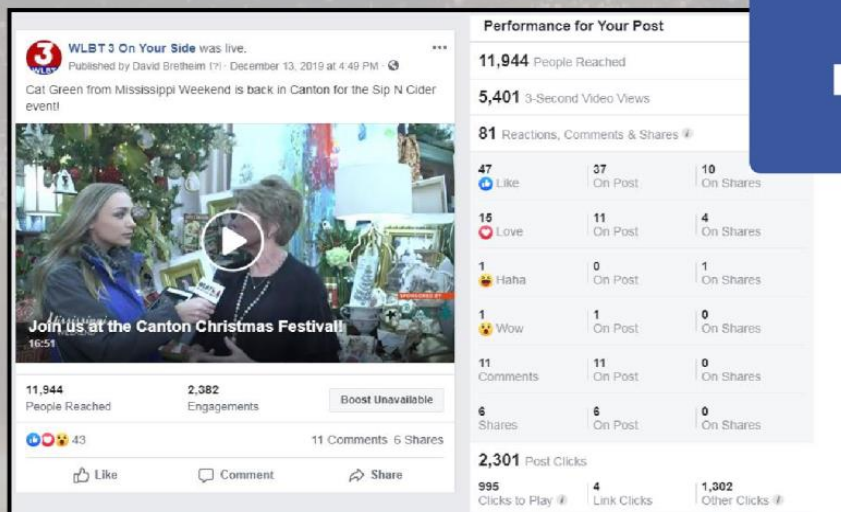 WLBT 3 On Your Side was live.
Published by David Bretheim [?] · December 13, 2019 at 4:49 PM ·
Cat Green from Mississippi Weekend is back in Canton for the Sip N Cider
event!
3
WLBT
SPONSORED BY
Join us at the Canton Christmas Festival!
16:51
11,944
People Reached
2,382
Engagements
Boost Unavailable
43
11 Comments 6 Shares
Like
Comment
Share
Performance for Your Post
11,944 People Reached
5,401 3-Second Video Views
81 Reactions, Comments & Shares
47
Like
37
On Post
10
On Shares
15
Love
11
On Post
4
On Shares
1
Haha
0
On Post
1
On Shares
1
Wow
1
On Post
0
On Shares
11
Comments
11
On Post
0
On Shares
6
Shares
6
On Post
0
On Shares
2,301 Post Clicks
995
Clicks to Play
4
Link Clicks
1,302
Other Clicks